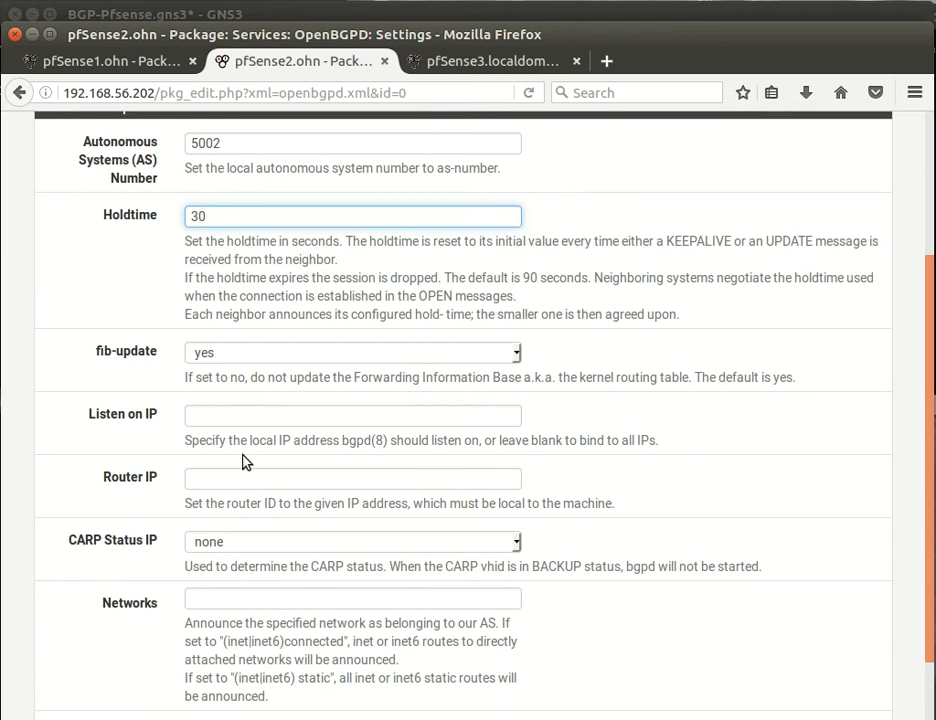 BGP-Pfsense.gns3* - GNS3
pfSense2.ohn - Package: Services: OpenBGPD: Settings - Mozilla Firefox
pfSense1.ohn - Pack... × pfSense2.ohn - Pack... × pfSense3.localdom... × +
192.168.56.202/pkg_edit.php?xml=openbgpd.xml&id=0 Search
Autonomous
Systems (AS)
Number
5002
Set the local autonomous system number to as-number.
Holdtime
30
Set the holdtime in seconds. The holdtime is reset to its initial value every time either a KEEPALIVE or an UPDATE message is
received from the neighbor.
If the holdtime expires the session is dropped. The default is 90 seconds. Neighboring systems negotiate the holdtime used
when the connection is established in the OPEN messages.
Each neighbor announces its configured hold- time; the smaller one is then agreed upon.
fib-update
yes
If set to no, do not update the Forwarding Information Base a.k.a. the kernel routing table. The default is yes.
Listen on IP
Specify the local IP address bgpd(8) should listen on, or leave blank to bind to all IPs.
Router IP
Set the router ID to the given IP address, which must be local to the machine.
CARP Status IP
none
Used to determine the CARP status. When the CARP vhid is in BACKUP status, bgpd will not be started.
Networks
Announce the specified network as belonging to our AS. If
set to "(inet|inet6)connected", inet or inet6 routes to directly
attached networks will be announced.
If set to "(inet|inet6) static", all inet or inet6 static routes will
be announced.